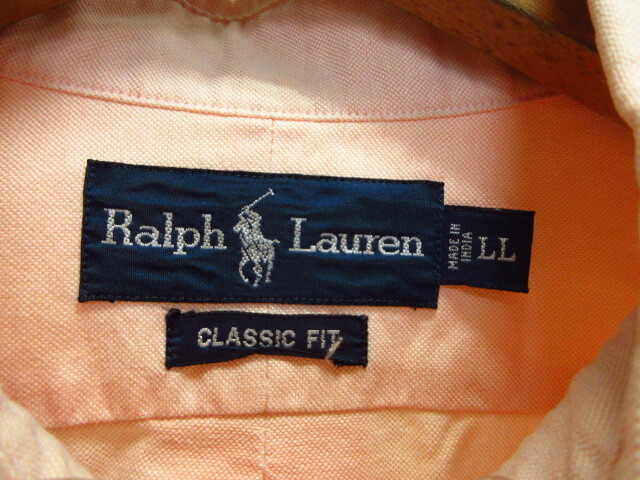 Ralph Lauren
MADE IN
INDIA
LL
CLASSIC FIT